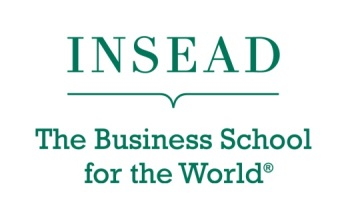 INSEAD
The Business School
for the World®